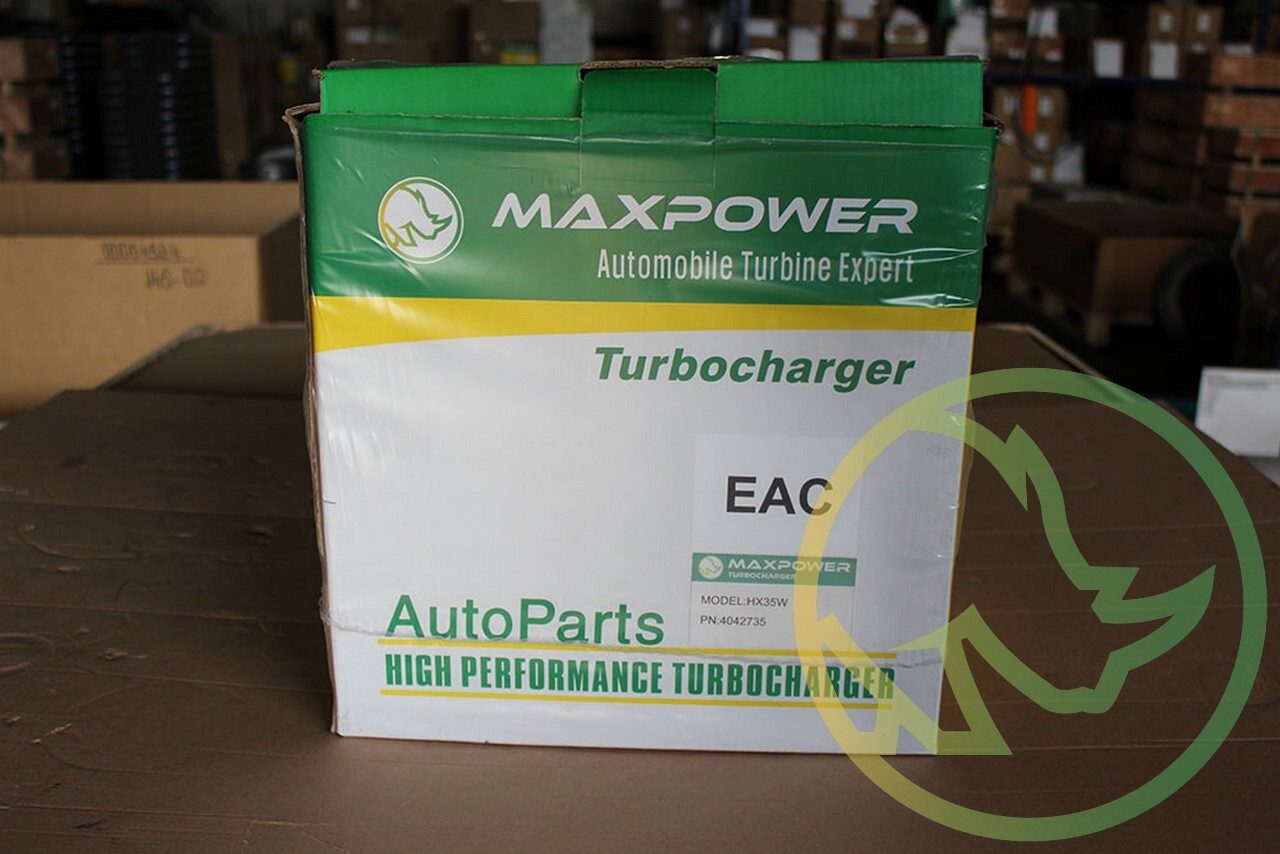 MAXPOWER
Automobile Turbine Expert
Turbocharger
EAC
MAXPOWER
TURBOCHARGER
MODEL:HX35W
PN:4042735
AutoParts
HIGH PERFORMANCE TURBOCHARGER